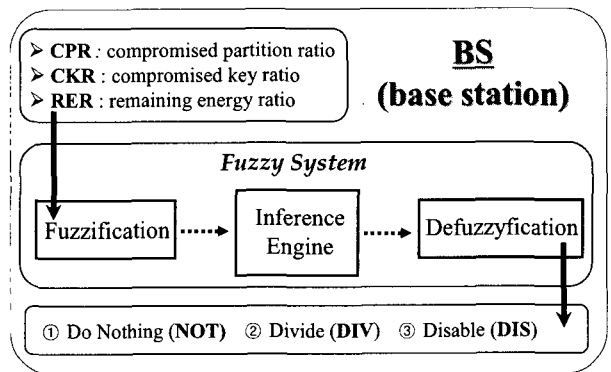 ➢ CPR : compromised partition ratio
➢ CKR : compromised key ratio
➢ RER : remaining energy ratio
BS
(base station)
Fuzzy System
Fuzzification
Inference
Engine
Defuzzyfication
① Do Nothing (NOT) ② Divide (DIV) ③ Disable (DIS)